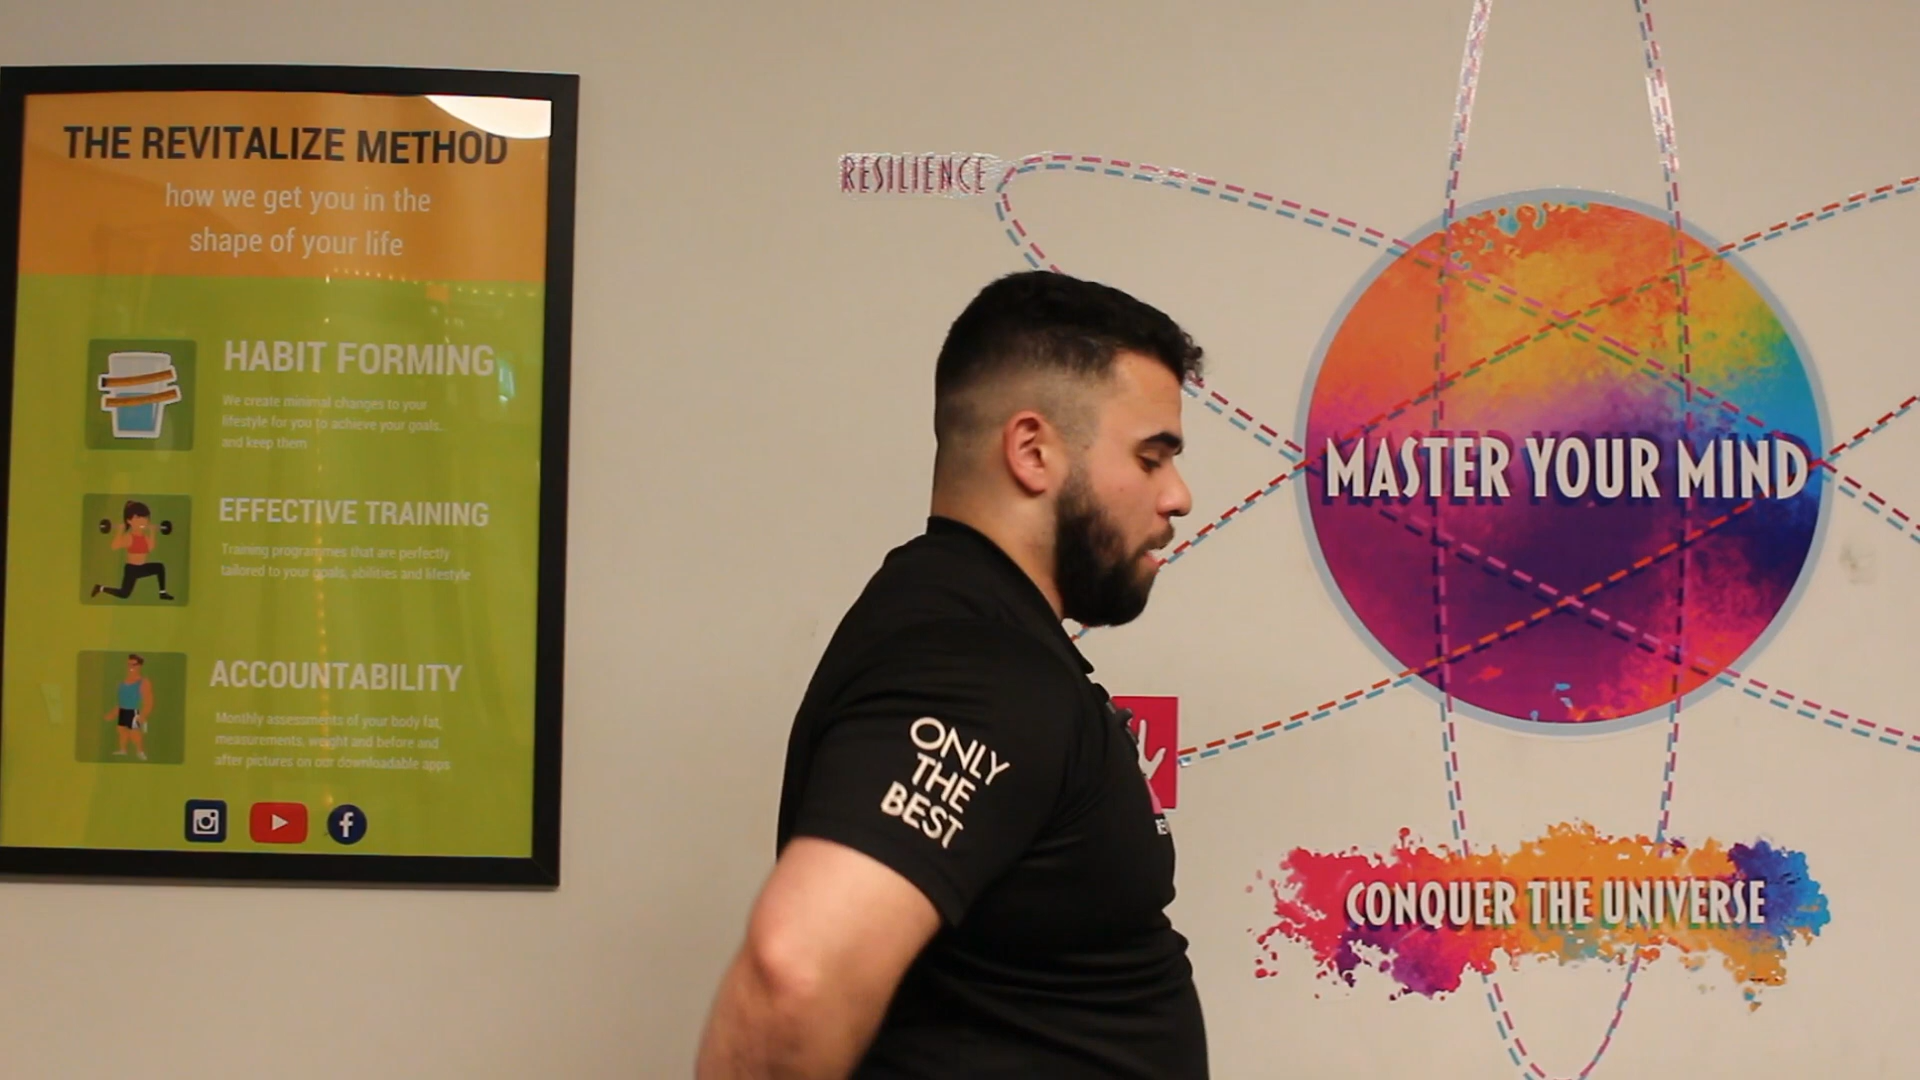 THE REVITALIZE METHOD
how we get you in the
shape of your life
HABIT FORMING
We create minimal changes to your
lifestyle for you to achieve your goals...
and keep them
EFFECTIVE TRAINING
Training programmes that are perfectly
tailored to your goals, abilities and lifestyle
ACCOUNTABILITY
Monthly assessments of your body fat,
measurements, weight and before and
after pictures on our downloadable apps
RESILIENCE
MASTER YOUR MIND
CONQUER THE UNIVERSE
ONLY
THE
BEST